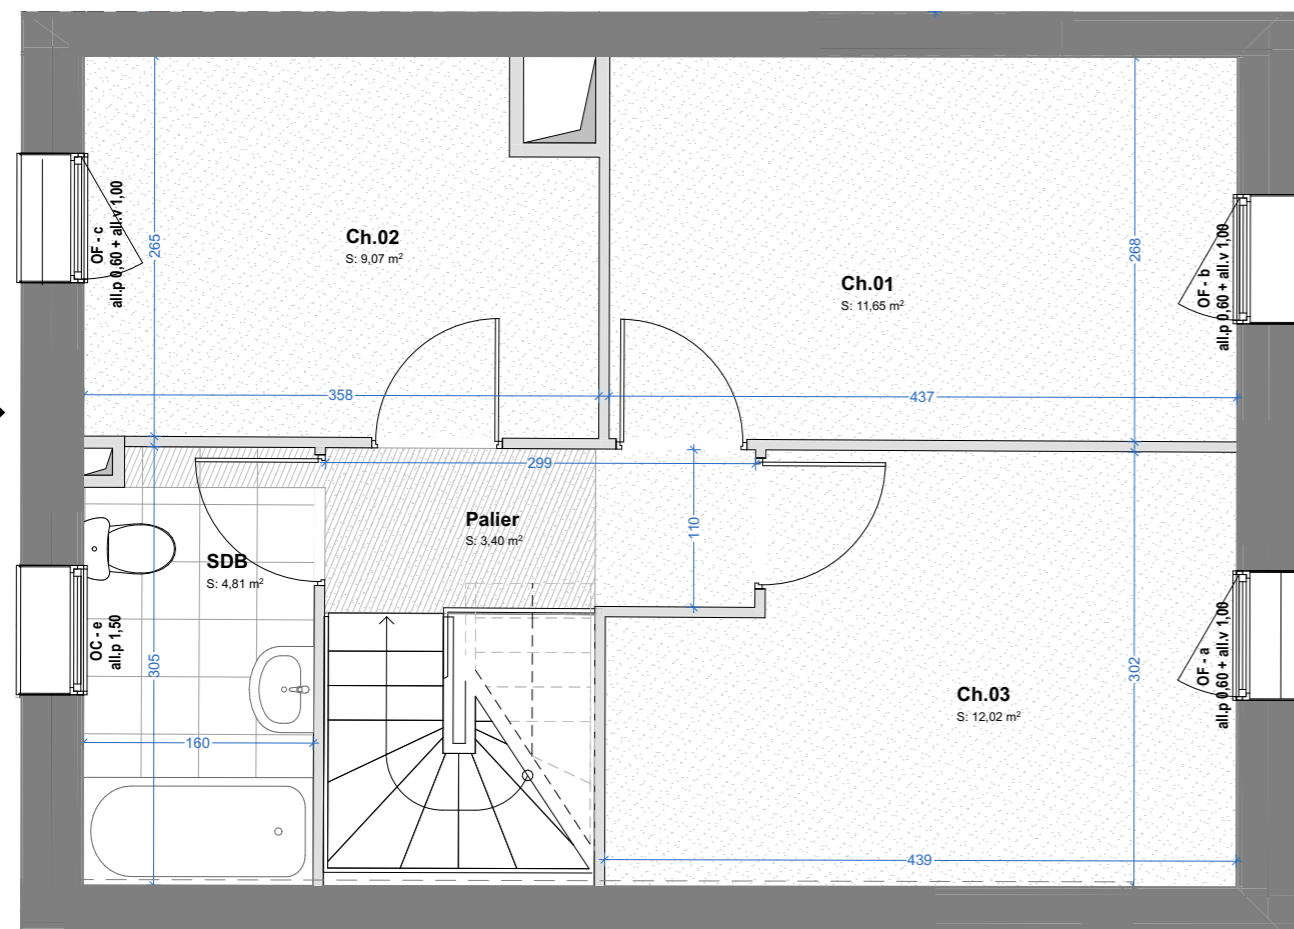 Ch.02
S: 9,07 m²
OF - c
all.p 0,60 + all.v 1,00
265
Ch.01
S: 11,65 m²
268
OF - b
all.p 0,60 + all.v 1,00
358
437
299
Palier
S: 3,40 m²
110
SDB
S: 4,81 m²
OC - e
all.p 1,50
305
160
Ch.03
S: 12,02 m²
302
OF - a
all.p 0,60 + all.v 1,00
439